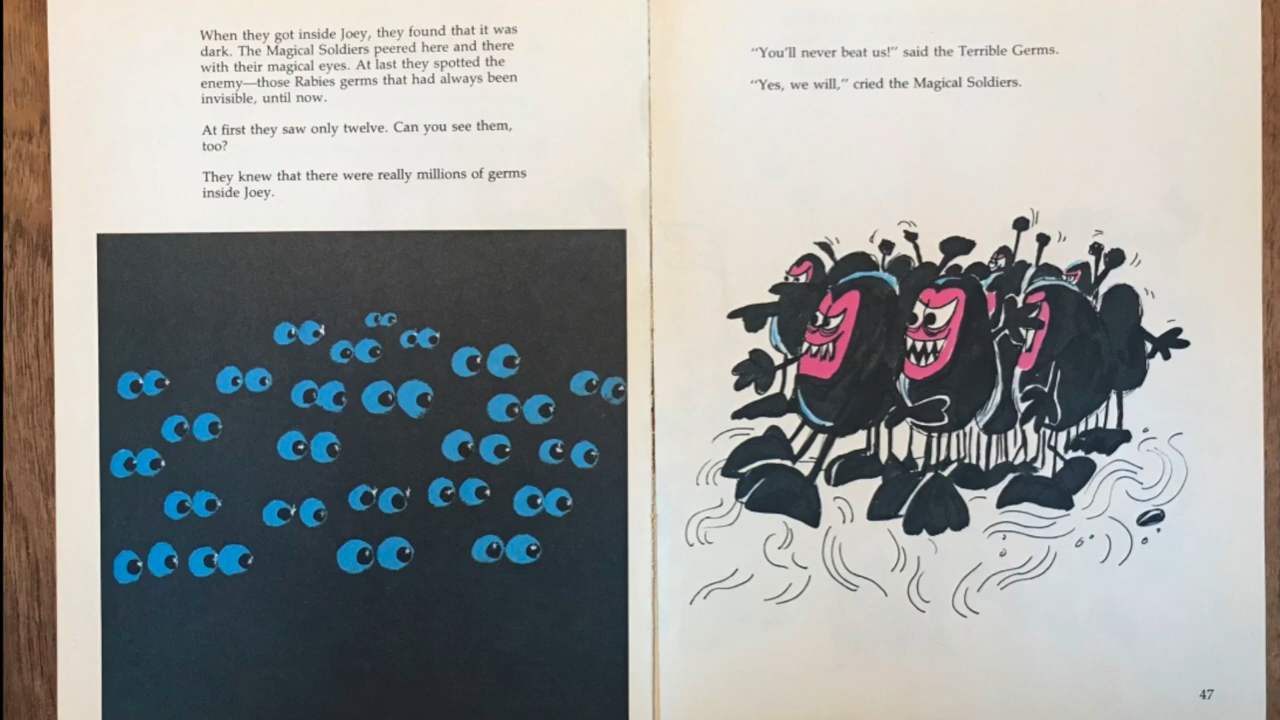 When they got inside Joey, they found that it was
dark. The Magical Soldiers peered here and there
with their magical eyes. At last they spotted the
enemy—those Rabies germs that had always been
invisible, until now.
At first they saw only twelve. Can you see them,
too?
They knew that there were really millions of germs
inside Joey.
“You'll never beat us!” said the Terrible Germs.
“Yes, we will,” cried the Magical Soldiers.
47